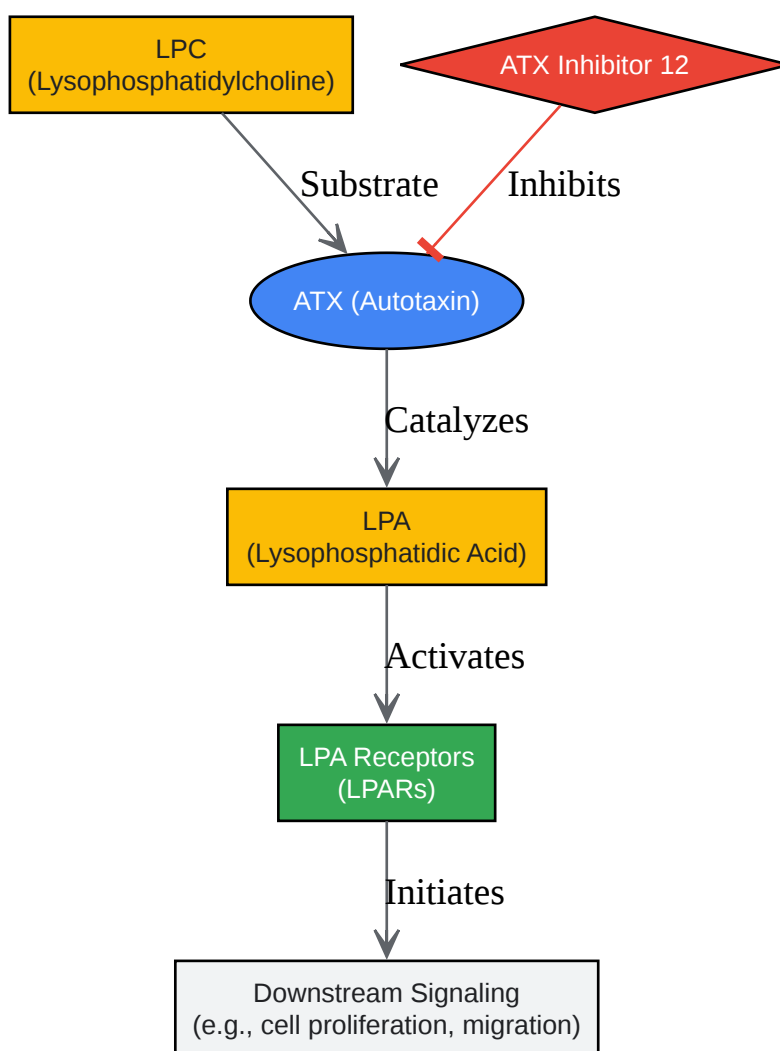 LPC
(Lysophosphatidylcholine)
ATX Inhibitor 12
Substrate
Inhibits
ATX (Autotaxin)
Catalyzes
LPA
(Lysophosphatidic Acid)
Activates
LPA Receptors
(LPARs)
Initiates
Downstream Signaling
(e.g., cell proliferation, migration)